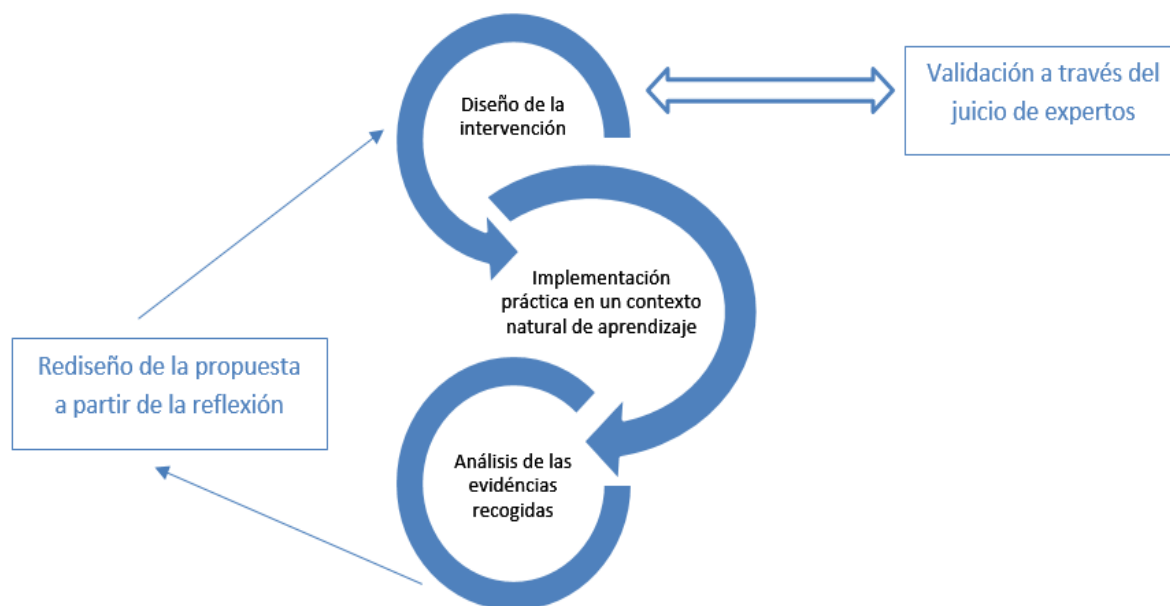 Diseño de la
intervención
Validación a través del
juicio de expertos
Implementación
práctica en un contexto
natural de aprendizaje
Rediseño de la propuesta
a partir de la reflexión
Análisis de las
evidéncias
recogidas